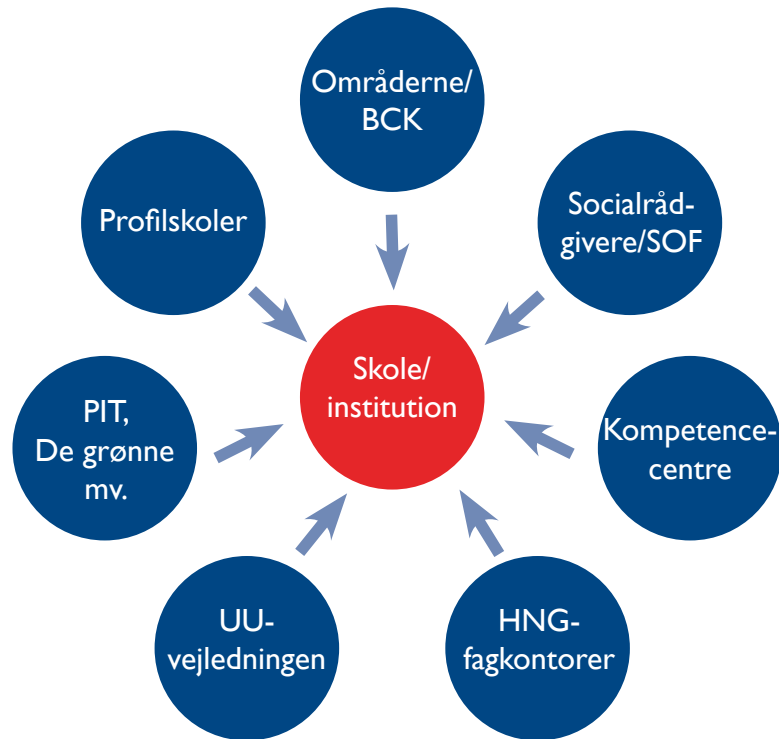 Områderne/
BCK
Profilskoler
Socialråd-
givere/SOF
Skole/
institution
PIT,
De grønne
mv.
Kompetence-
centre
UU-
vejledningen
HNG-
fagkontorer